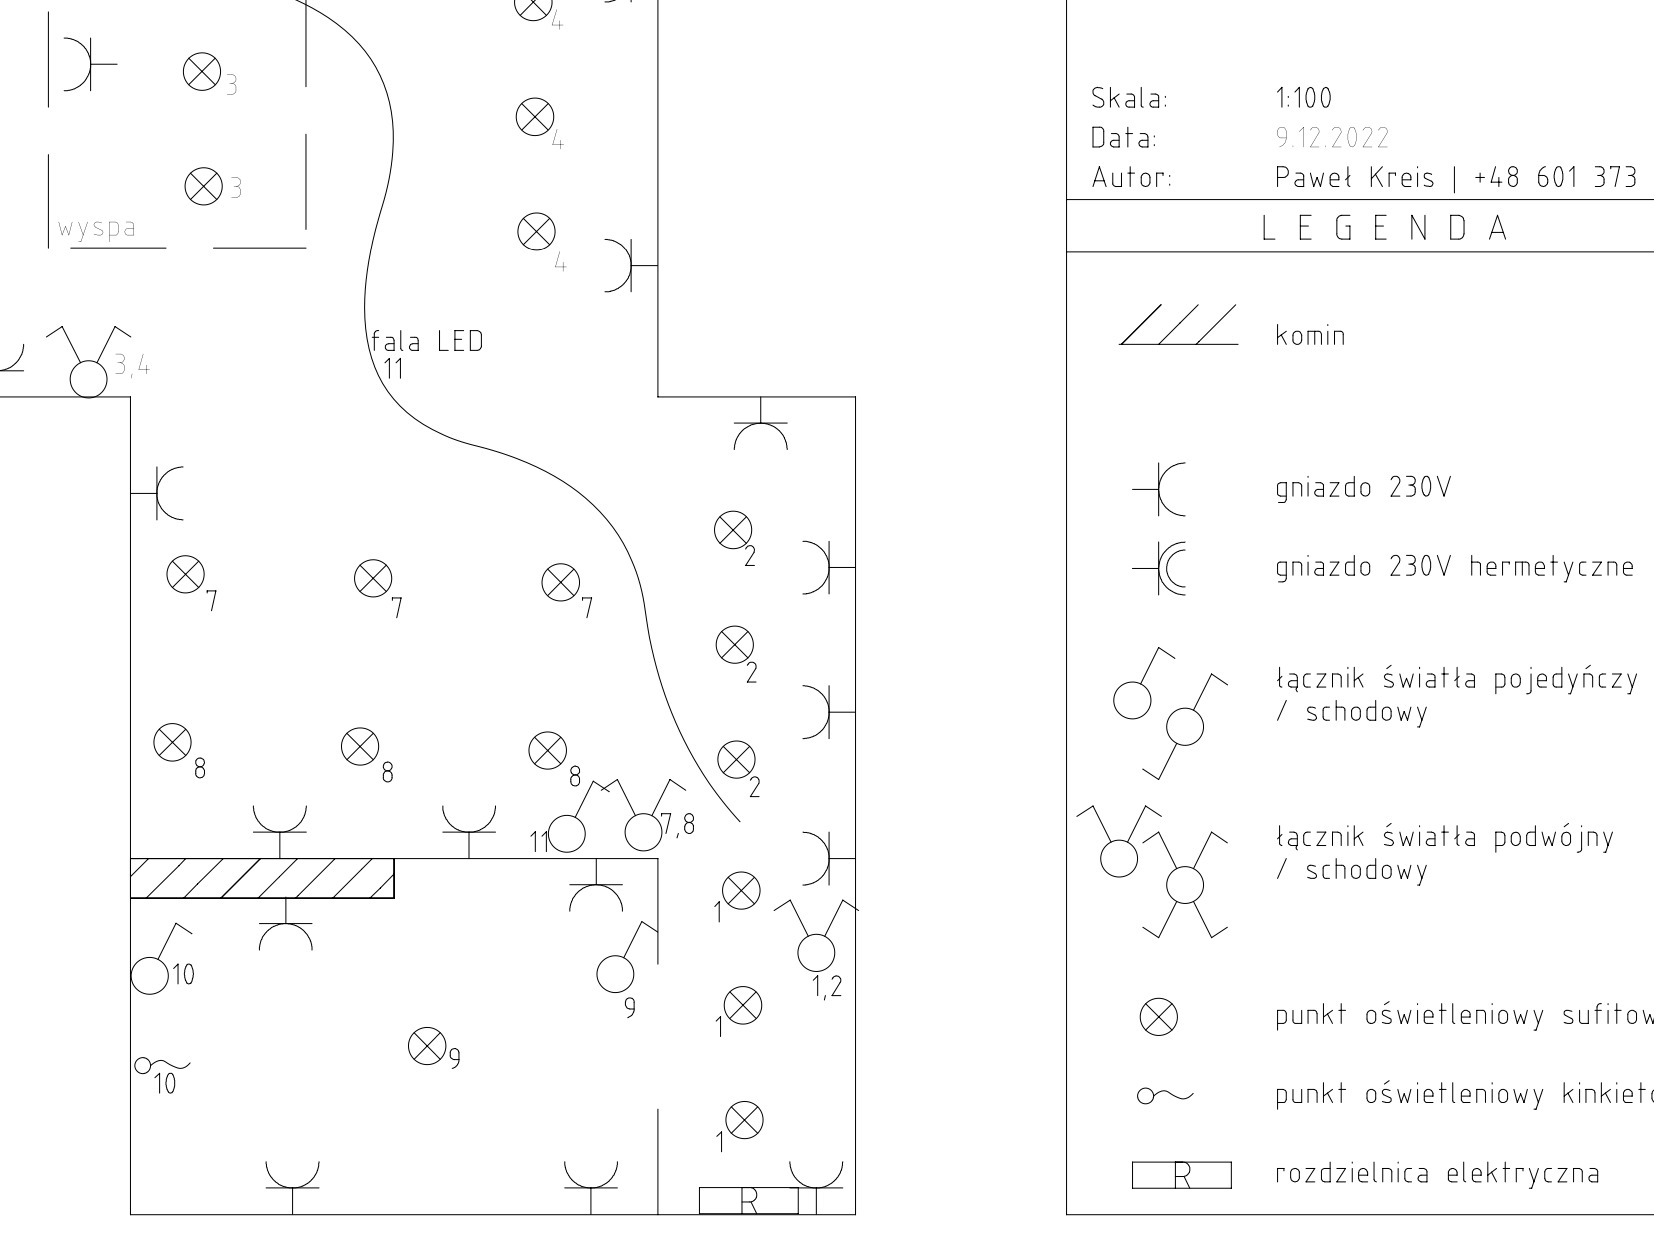 4
3
4
3
wyspa
4
3,4
fala LED
11
2
7
7
7
2
8
8
8
2
11
7,8
1
10
9
1,2
1
9
10
1
R
Skala: 1:100
Data: 9.12.2022
Autor: Paweł Kreis | +48 601 373
LEGENDA
komin
gniazdo 230V
gniazdo 230V hermetyczne
łącznik światła pojedyńczy
/ schodowy
łącznik światła podwójny
/ schodowy
punkt oświetleniowy sufitow
punkt oświetleniowy kinkieto
R rozdzielnica elektryczna